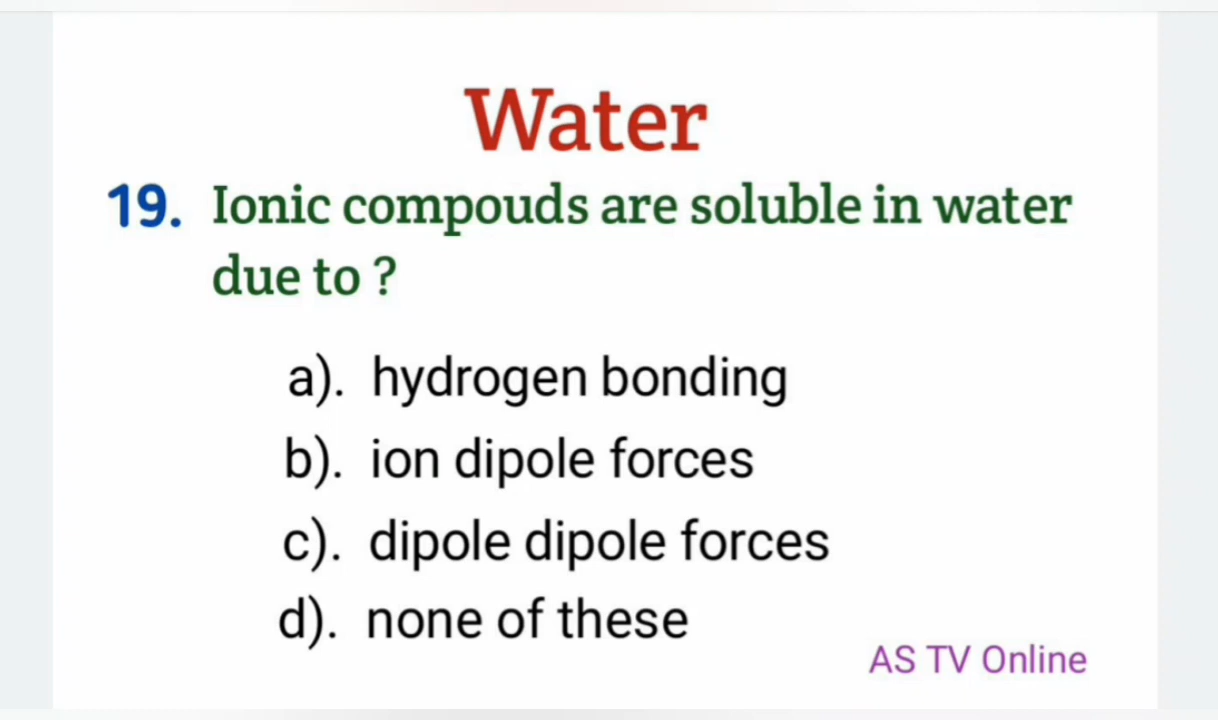 Water
19. Ionic compouds are soluble in water
due to ?
a). hydrogen bonding
b). ion dipole forces
c). dipole dipole forces
d). none of these
AS TV Online